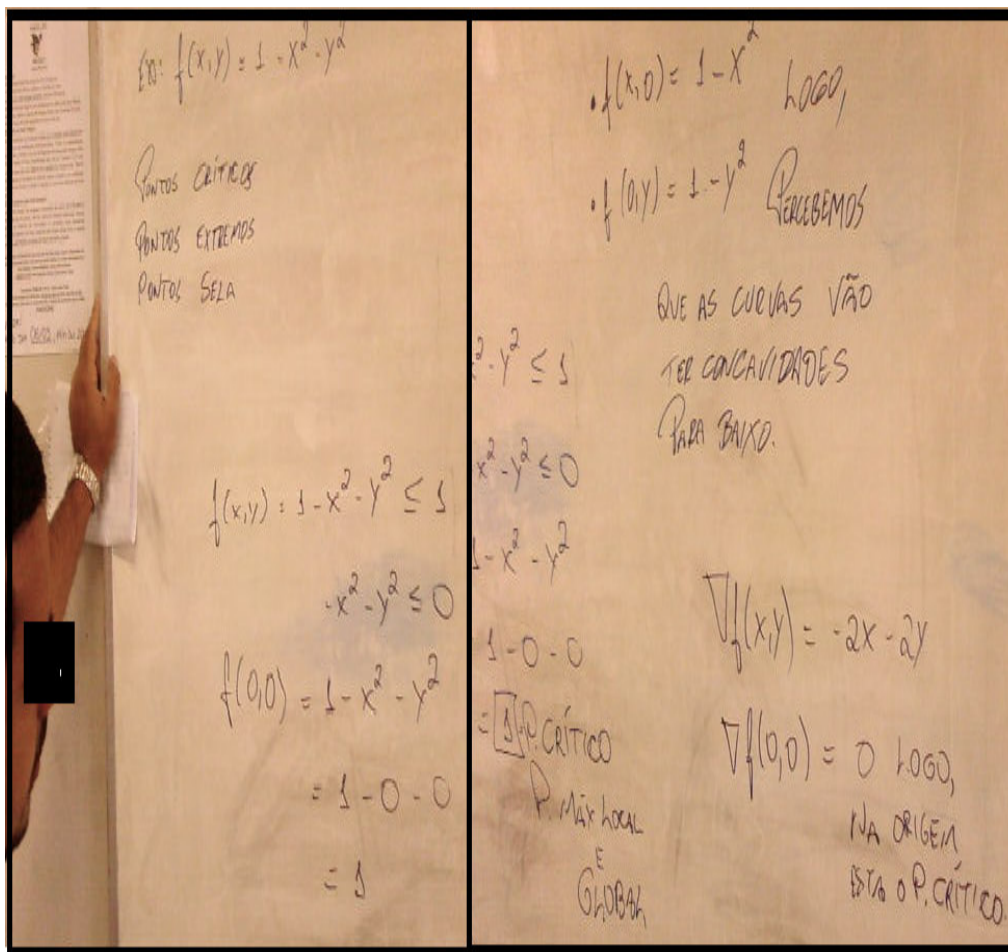 EX: f(x,y) = 1 - x² - y²
PONTOS CRÍTICOS
PONTOS EXTREMOS
PONTOS SELA
f(x,y) = 1 - x² - y² ≤ 1
-x² - y² ≤ 0
f(0,0) = 1 - x² - y²
= 1 - 0 - 0
= 1
• f(x,0) = 1 - x² LOGO,
• f(0,y) = 1 - y² PERCEBEMOS
QUE AS CURVAS VÃO
TER CONCAVIDADES
PARA BAIXO.
² - y² ≤ 1
x² - y² ≤ 0
1 - x² - y²
1 - 0 - 0
= 1 P. CRÍTICO
P. MÁX LOCAL
E
GLOBAL
∇f(x,y) = -2x - 2y
∇f(0,0) = 0 LOGO,
NA ORIGEM
ESTÁ O P. CRÍTICO